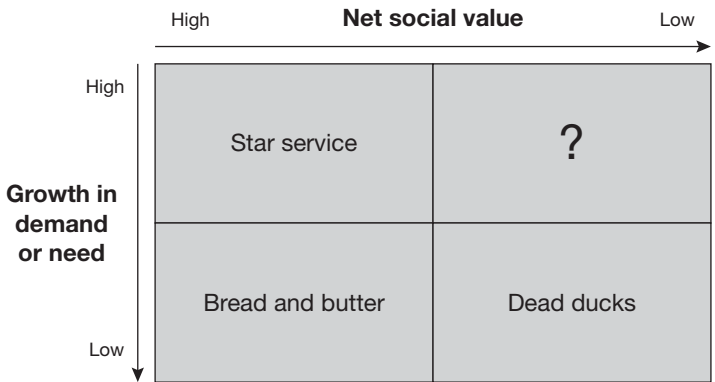 High Net social value Low
High
Star service ?
Growth in
demand
or need
Bread and butter Dead ducks
Low